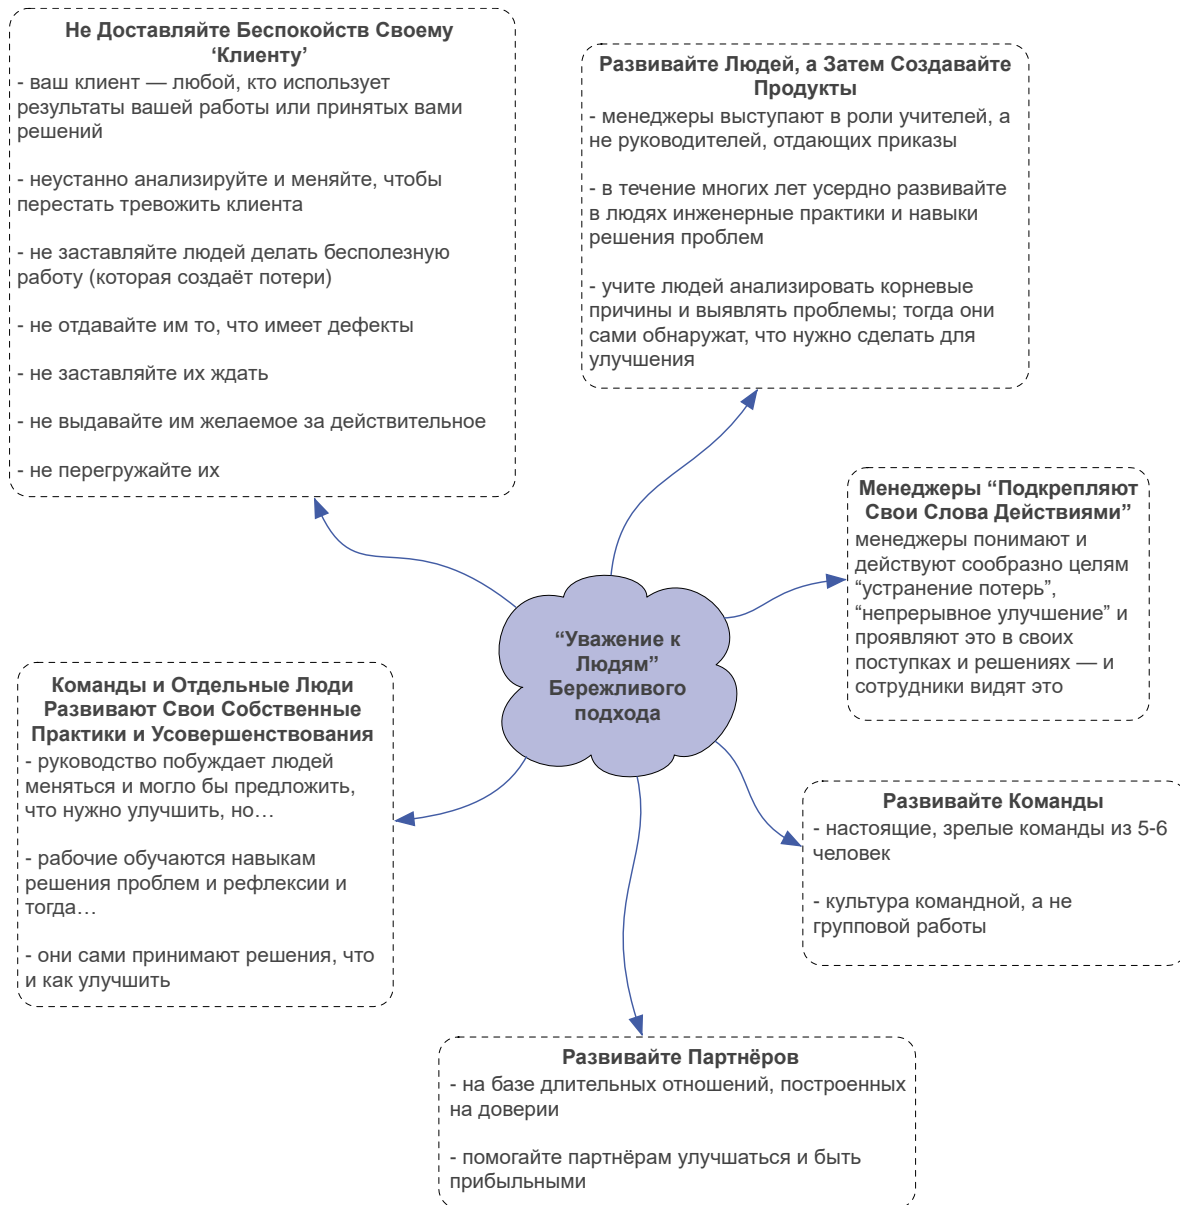 Не Доставляйте Беспокойств Своему
‘Клиенту’
- ваш клиент — любой, кто использует
результаты вашей работы или принятых вами
решений
- неустанно анализируйте и меняйте, чтобы
перестать тревожить клиента
- не заставляйте людей делать бесполезную
работу (которая создаёт потери)
- не отдавайте им то, что имеет дефекты
- не заставляйте их ждать
- не выдавайте им желаемое за действительное
- не перегружайте их
Развивайте Людей, а Затем Создавайте
Продукты
- менеджеры выступают в роли учителей, а
не руководителей, отдающих приказы
- в течение многих лет усердно развивайте
в людях инженерные практики и навыки
решения проблем
- учите людей анализировать корневые
причины и выявлять проблемы; тогда они
сами обнаружат, что нужно сделать для
улучшения
Менеджеры “Подкрепляют
Свои Слова Действиями”
менеджеры понимают и
действуют сообразно целям
“устранение потерь”,
“непрерывное улучшение” и
проявляют это в своих
поступках и решениях — и
сотрудники видят это
“Уважение к
Людям”
Бережливого
подхода
Команды и Отдельные Люди
Развивают Свои Собственные
Практики и Усовершенствования
- руководство побуждает людей
меняться и могло бы предложить,
что нужно улучшить, но…
- рабочие обучаются навыкам
решения проблем и рефлексии и
тогда…
- они сами принимают решения, что
и как улучшить
Развивайте Команды
- настоящие, зрелые команды из 5-6
человек
- культура командной, а не
групповой работы
Развивайте Партнёров
- на базе длительных отношений, построенных
на доверии
- помогайте партнёрам улучшаться и быть
прибыльными